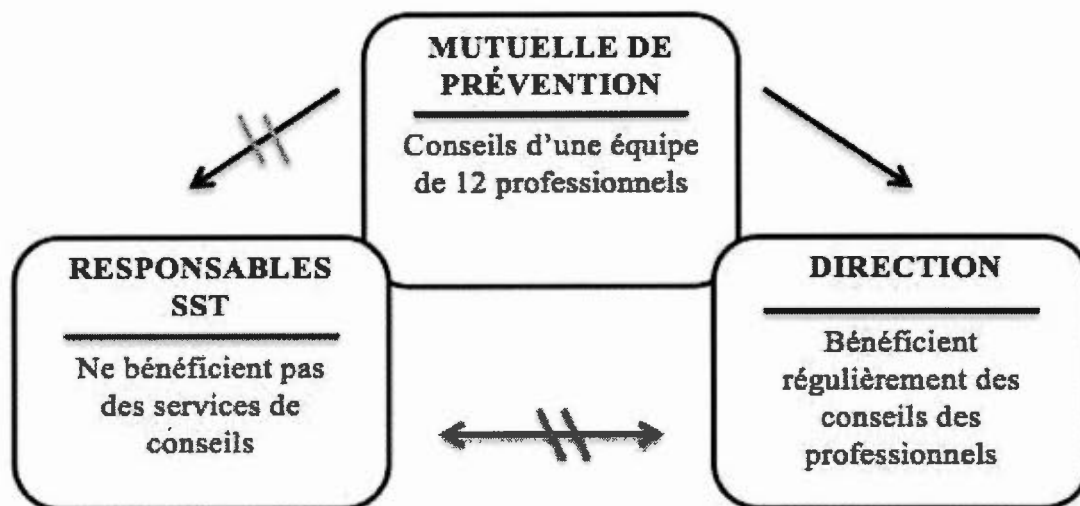 MUTUELLE DE
PRÉVENTION
Conseils d'une équipe
de 12 professionnels
RESPONSABLES
SST
Ne bénéficient pas
des services de
conseils
DIRECTION
Bénéficient
régulièrement des
conseils des
professionnels